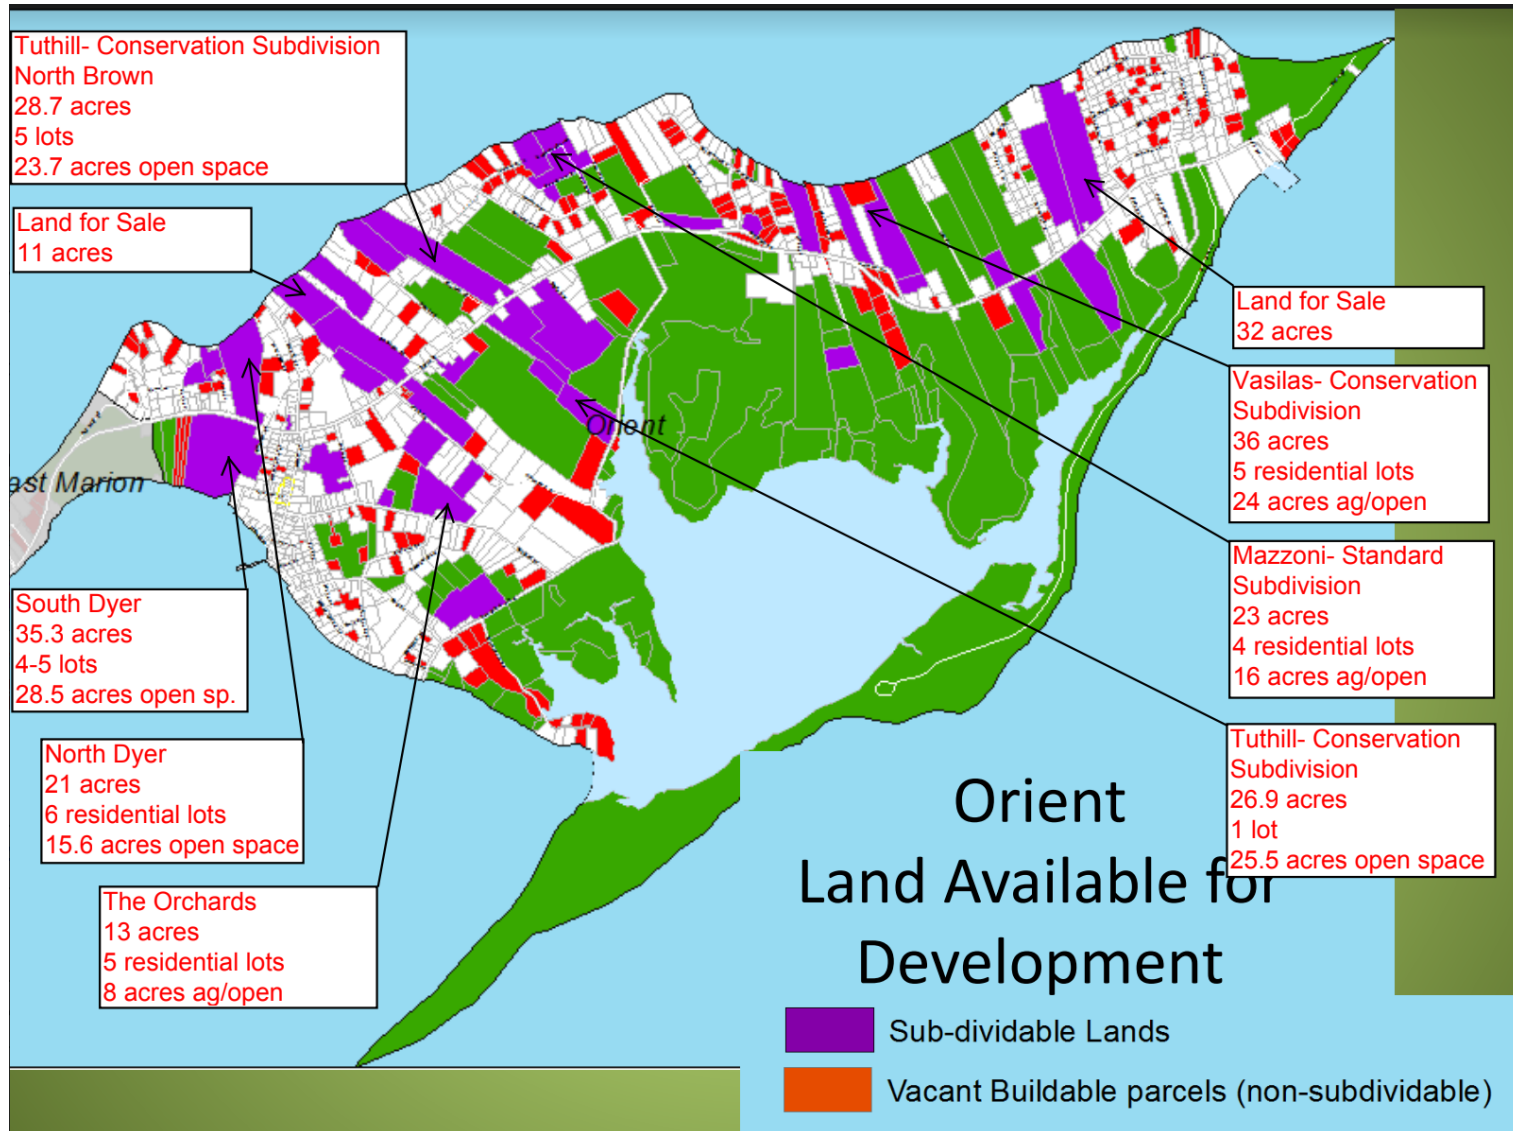 Tuthill- Conservation Subdivision
North Brown
28.7 acres
5 lots
23.7 acres open space
Land for Sale
11 acres
Land for Sale
32 acres
Vasilas- Conservation
Subdivision
36 acres
5 residential lots
24 acres ag/open
Orient
ast Marion
Mazzoni- Standard
Subdivision
23 acres
4 residential lots
16 acres ag/open
South Dyer
35.3 acres
4-5 lots
28.5 acres open sp.
North Dyer
21 acres
6 residential lots
15.6 acres open space
Tuthill- Conservation
Subdivision
26.9 acres
1 lot
25.5 acres open space
The Orchards
13 acres
5 residential lots
8 acres ag/open
Orient
Land Available for
Development
Sub-dividable Lands
Vacant Buildable parcels (non-subdividable)